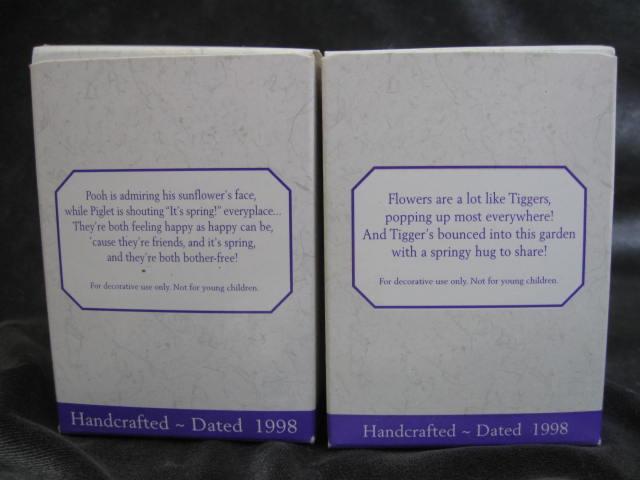 Pooh is admiring his sunflower's face,
while Piglet is shouting "It's spring!" everyplace...
They're both feeling happy as happy can be,
'cause they're friends, and it's spring,
and they're both bother-free!
For decorative use only. Not for young children.
Handcrafted ~ Dated 1998
Flowers are a lot like Tiggers,
popping up most everywhere!
And Tigger's bounced into this garden
with a springy hug to share!
For decorative use only. Not for young children.
Handcrafted ~ Dated 1998